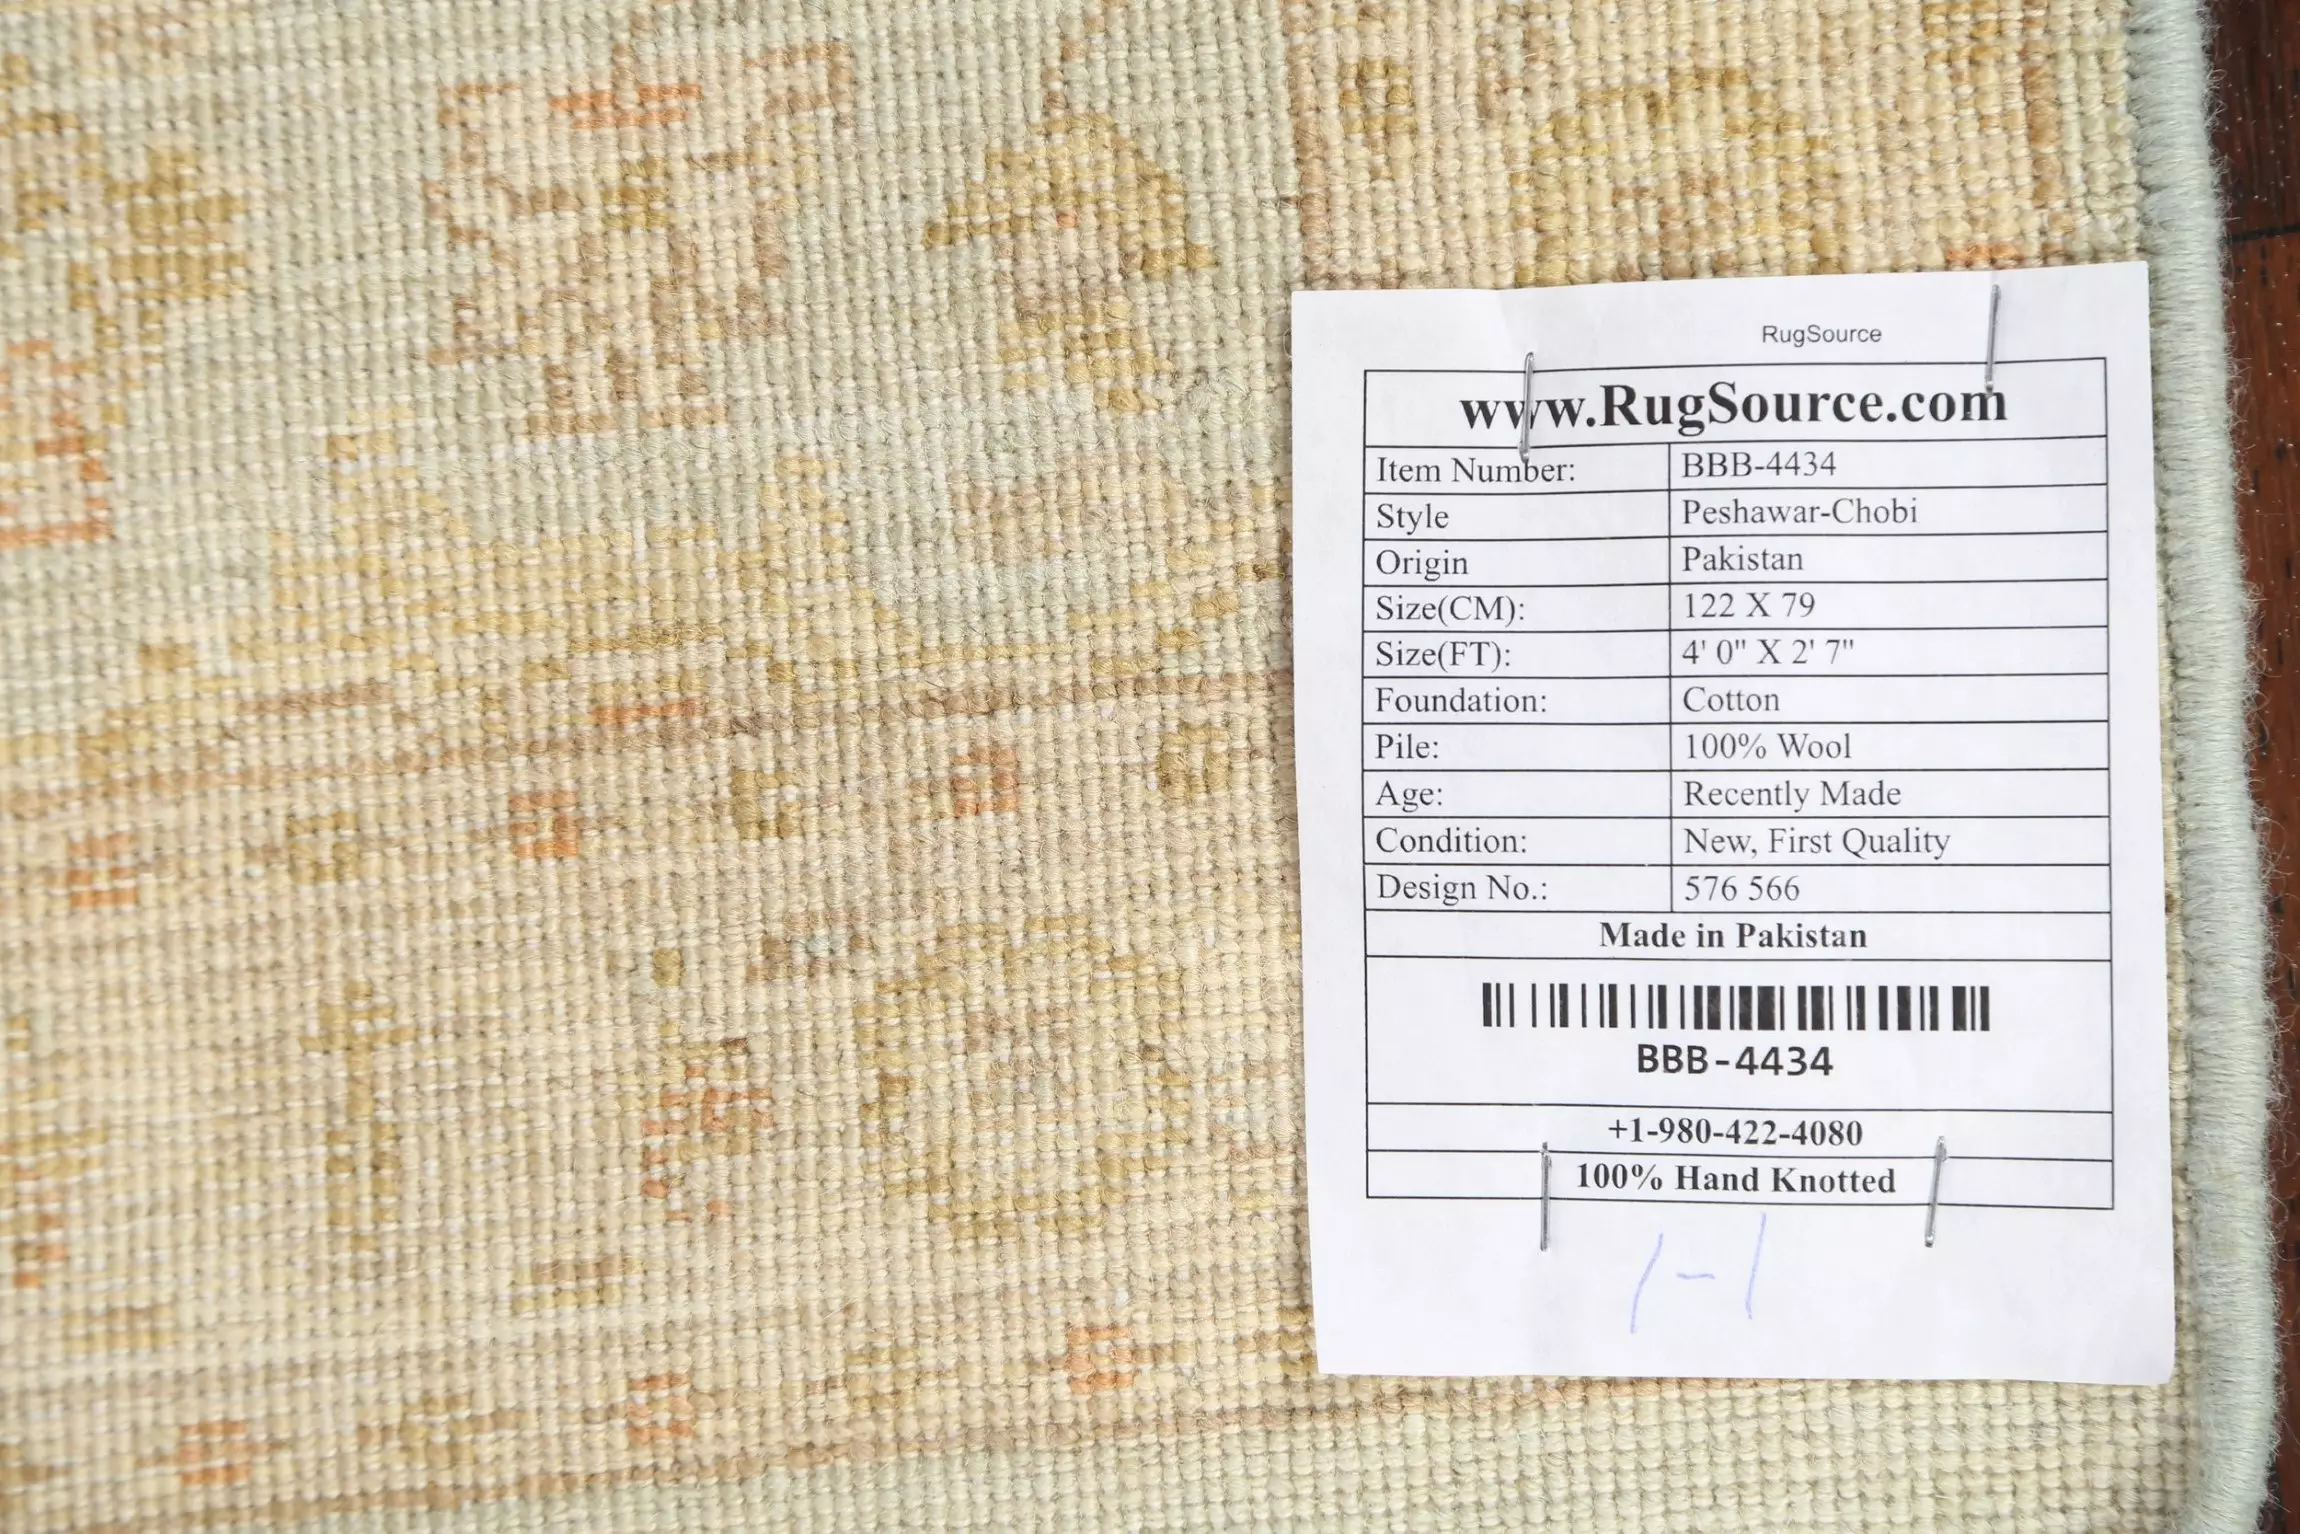 RugSource
www.RugSource.com
Item Number: BBB-4434
Style Peshawar-Chobi
Origin Pakistan
Size(CM): 122 X 79
Size(FT): 4' 0" X 2' 7"
Foundation: Cotton
Pile: 100% Wool
Age: Recently Made
Condition: New, First Quality
Design No.: 576 566
Made in Pakistan
BBB-4434
+1-980-422-4080
100% Hand Knotted
1-1